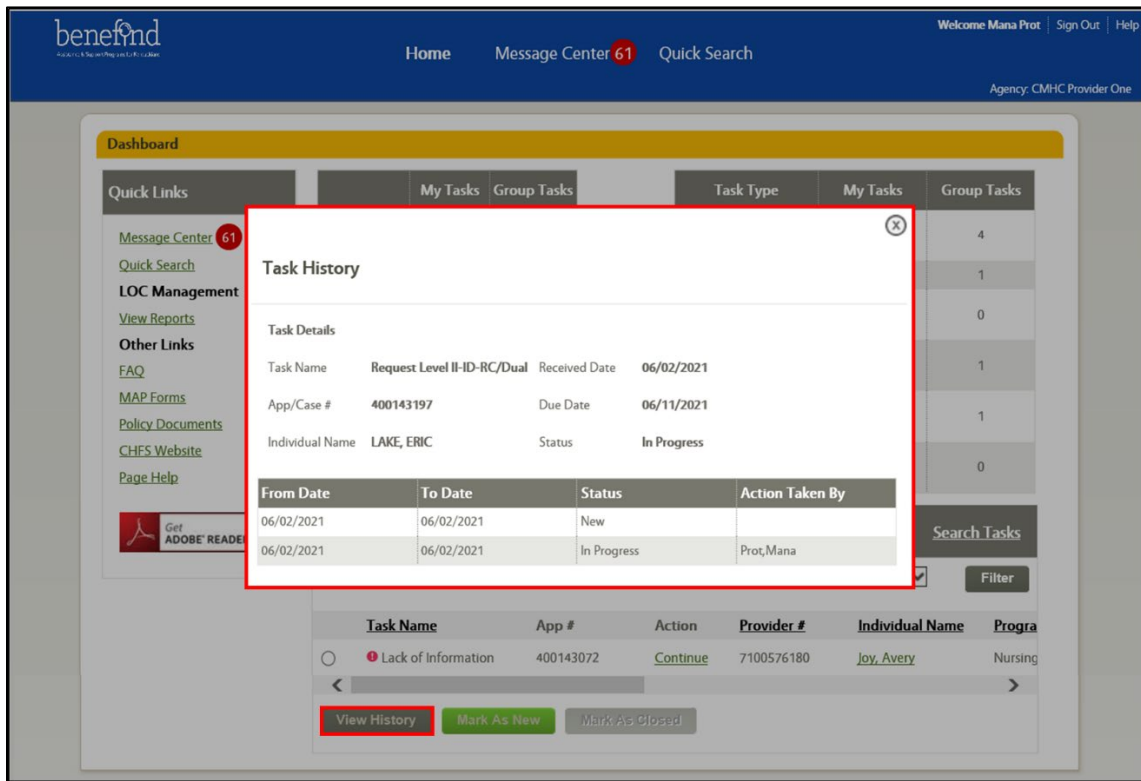 benefind
Welcome Mana Prot | Sign Out | Help
Home Message Center 61 Quick Search
Agency: CMHC Provider One
Dashboard
Quick Links
Message Center 61
Quick Search
LOC Management
View Reports
Other Links
FAQ
MAP Forms
Policy Documents
CHFS Website
Page Help
Get
ADOBE® READE
My Tasks Group Tasks
Task Type My Tasks Group Tasks
4
1
0
1
1
0
Task History
Task Details
Task Name Request Level II-ID-RC/Dual Received Date 06/02/2021
App/Case # 400143197 Due Date 06/11/2021
Individual Name LAKE, ERIC Status In Progress
From Date To Date Status Action Taken By
06/02/2021 06/02/2021 New
06/02/2021 06/02/2021 In Progress Prot,Mana
Search Tasks
Filter
Task Name App # Action Provider # Individual Name Progra
Lack of Information 400143072 Continue 7100576180 Joy, Avery Nursing
View History Mark As New Mark As Closed